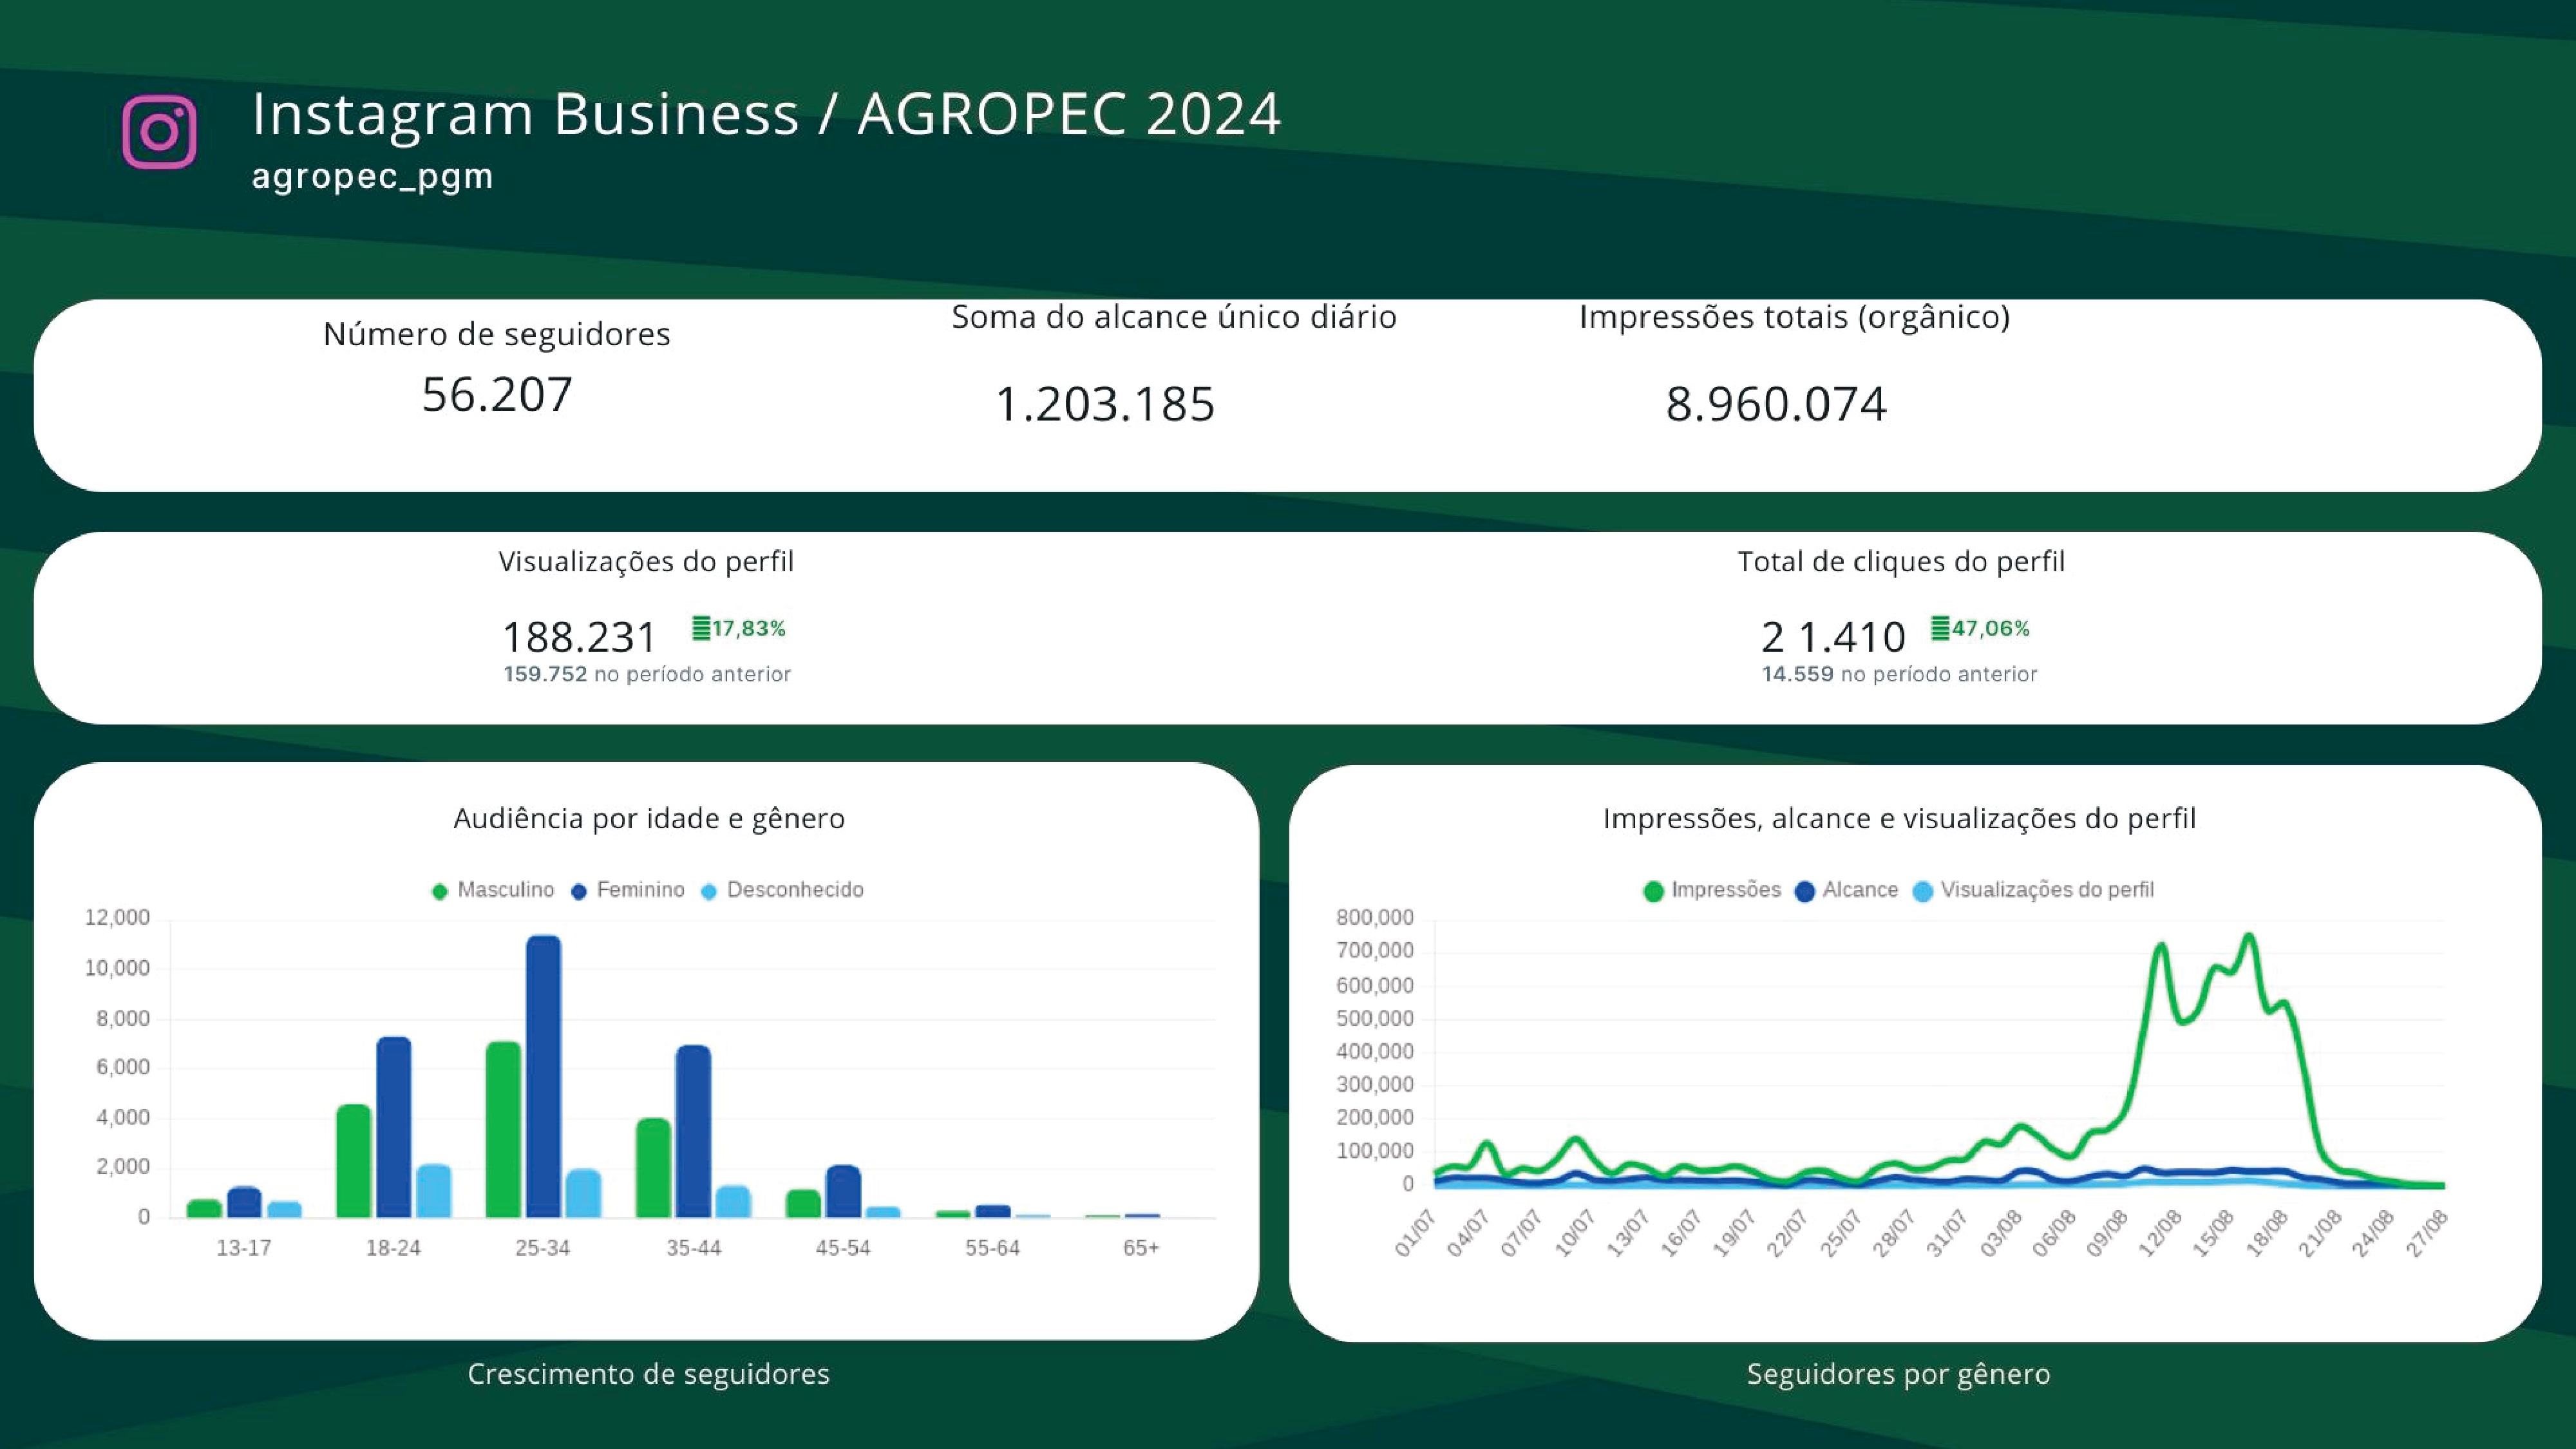 Instagram Business / AGROPEC 2024
agropec_pgm
Número de seguidores
56.207
Soma do alcance único diário
1.203.185
Impressões totais (orgânico)
8.960.074
Visualizações do perfil
188.231 17,83%
159.752 no período anterior
Total de cliques do perfil
2 1.410 47,06%
14.559 no período anterior
Audiência por idade e gênero
Masculino Feminino Desconhecido
12,000
10,000
8,000
6,000
4,000
2,000
0
13-17 18-24 25-34 35-44 45-54 55-64 65+
Impressões, alcance e visualizações do perfil
Impressões Alcance Visualizações do perfil
800,000
700,000
600,000
500,000
400,000
300,000
200,000
100,000
0
01/07 04/07 07/07 10/07 13/07 16/07 19/07 22/07 25/07 28/07 31/07 03/08 06/08 09/08 12/08 15/08 18/08 21/08 24/08 27/08
Crescimento de seguidores
Seguidores por gênero